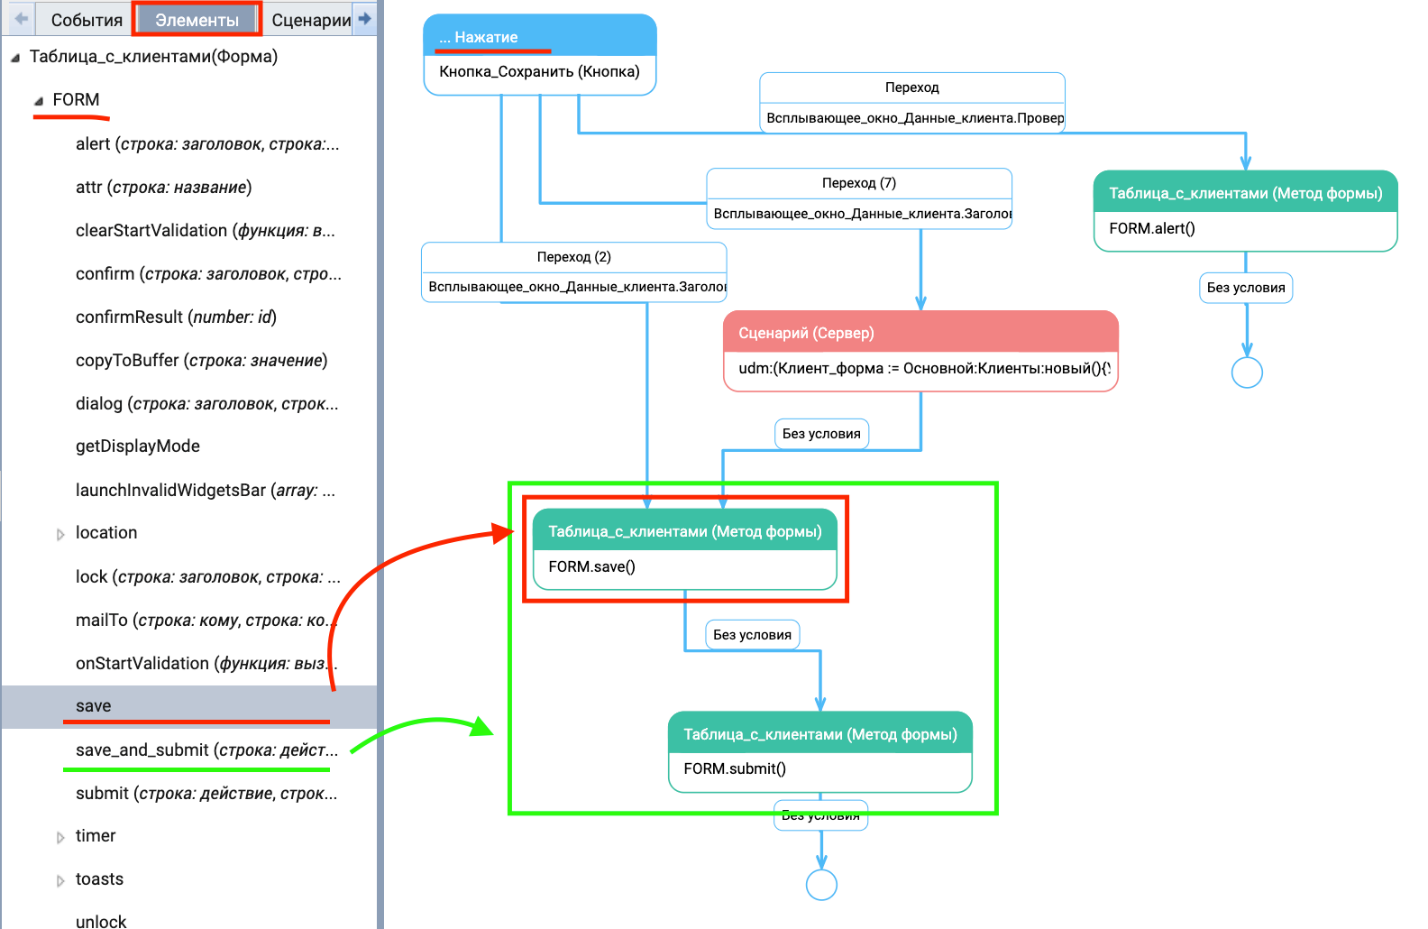 События
Элементы
Сценарии
Таблица_с_клиентами(Форма)
FORM
alert (строка: заголовок, строка:...
attr (строка: название)
clearStartValidation (функция: в...
confirm (строка: заголовок, стро...
confirmResult (number: id)
copyToBuffer (строка: значение)
dialog (строка: заголовок, строк...
getDisplayMode
launchInvalidWidgetsBar (array: ...
location
lock (строка: заголовок, строка: ...
mailTo (строка: кому, строка: ко...
onStartValidation (функция: выз...
save
save_and_submit (строка: дейст...
submit (строка: действие, строк...
timer
toasts
unlock
... Нажатие
Кнопка_Сохранить (Кнопка)
Переход
Всплывающее_окно_Данные_клиента.Провер
Переход (7)
Всплывающее_окно_Данные_клиента.Заголо
Переход (2)
Всплывающее_окно_Данные_клиента.Заголо
Таблица_с_клиентами (Метод формы)
FORM.alert()
Без условия
Сценарий (Сервер)
udm:(Клиент_форма := Основной:Клиенты:новый(){
Без условия
Таблица_с_клиентами (Метод формы)
FORM.save()
Без условия
Таблица_с_клиентами (Метод формы)
FORM.submit()
Без условия